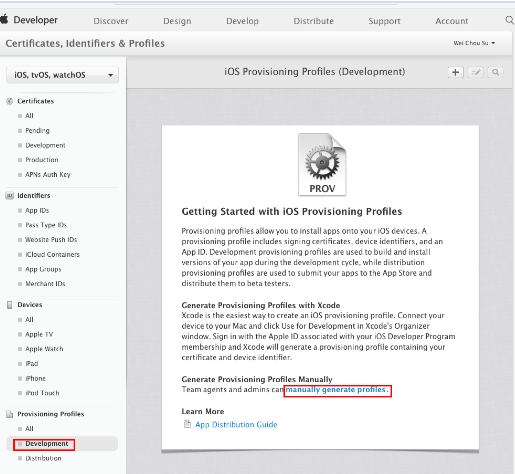 Developer
Discover
Design
Develop
Distribute
Support
Account
Certificates, Identifiers & Profiles
Wei Chou Su
iOS, tvOS, watchOS
iOS Provisioning Profiles (Development)
Certificates
All
Pending
Development
Production
APNs Auth Key
Identifiers
App IDs
Pass Type IDs
Website Push IDs
iCloud Containers
App Groups
Merchant IDs
Devices
All
Apple TV
Apple Watch
iPad
iPhone
iPod Touch
Provisioning Profiles
All
Development
Distribution
PROV
Getting Started with iOS Provisioning Profiles
Provisioning profiles allow you to install apps onto your iOS devices. A
provisioning profile includes signing certificates, device identifiers, and an
App ID. Development provisioning profiles are used to build and install
versions of your app during the development cycle, while distribution
provisioning profiles are used to submit your apps to the App Store and
distribute them to beta testers.
Generate Provisioning Profiles with Xcode
Xcode is the easiest way to create an iOS provisioning profile. Connect your
device to your Mac and click Use for Development in Xcode's Organizer
window. Sign in with the Apple ID associated with your iOS Developer Program
membership and Xcode will generate a provisioning profile containing your
certificate and device identifier.
Generate Provisioning Profiles Manually
Team agents and admins can manually generate profiles.
Learn More
App Distribution Guide